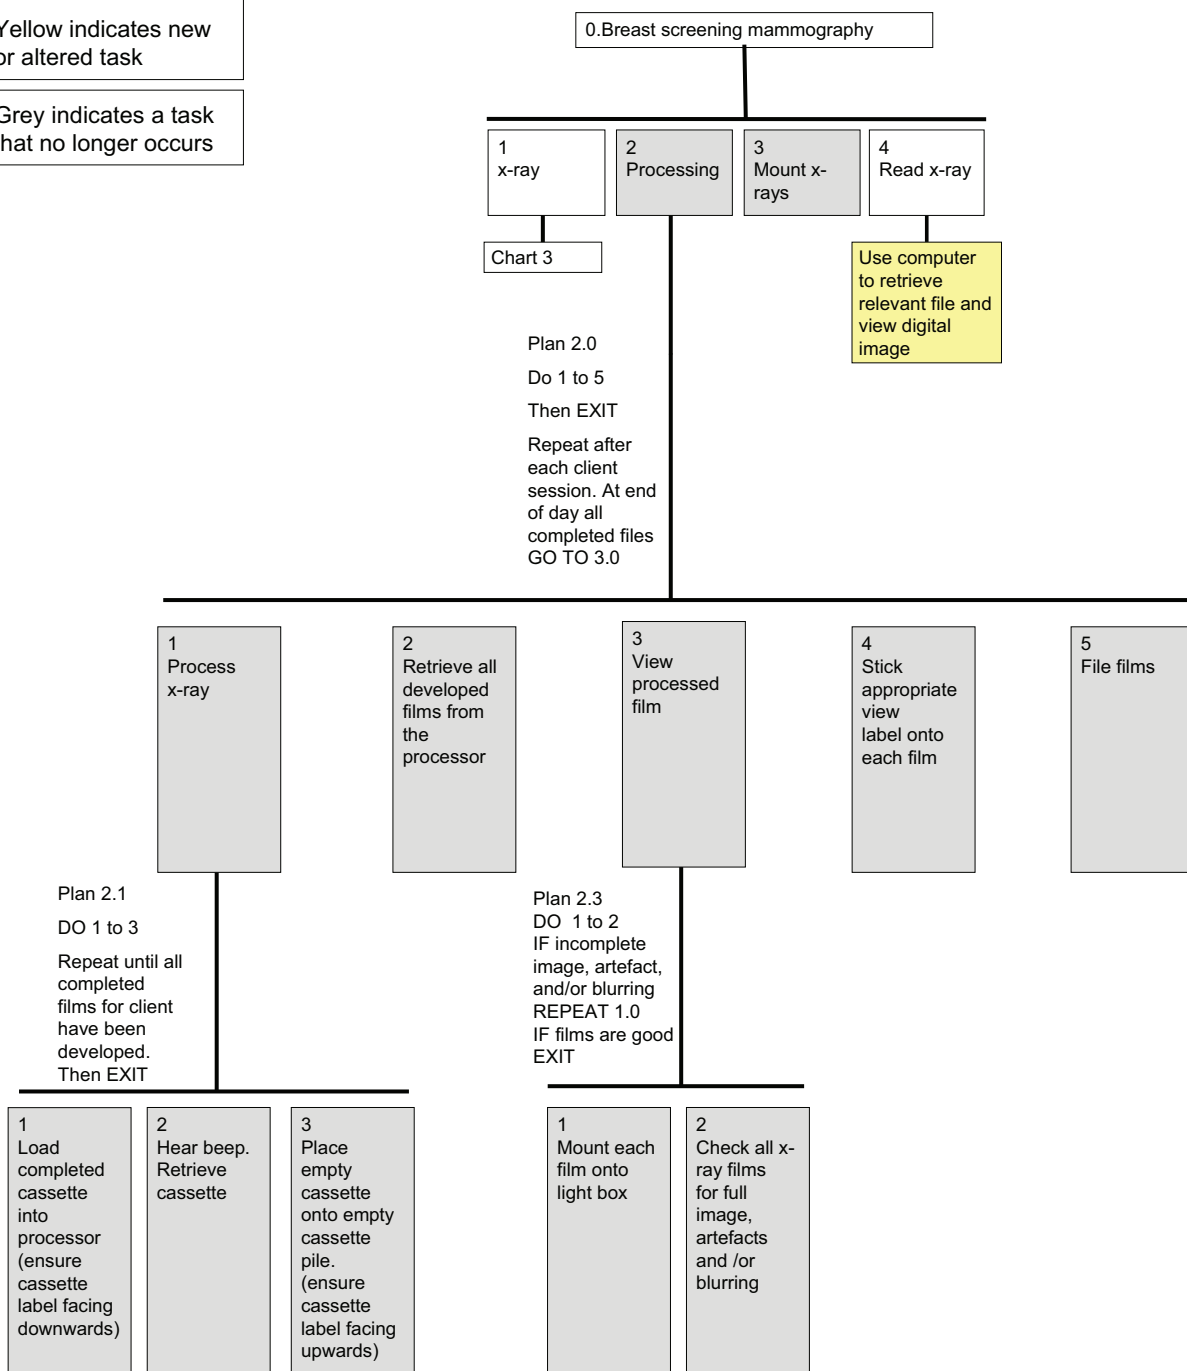 Yellow indicates new
or altered task
Grey indicates a task
that no longer occurs
0.Breast screening mammography
1
x-ray
2
Processing
3
Mount x-
rays
4
Read x-ray
Chart 3
Use computer
to retrieve
relevant file and
view digital
image
Plan 2.0
Do 1 to 5
Then EXIT
Repeat after
each client
session. At end
of day all
completed files
GO TO 3.0
1
Process
x-ray
2
Retrieve all
developed
films from
the
processor
3
View
processed
film
4
Stick
appropriate
view
label onto
each film
5
File films
Plan 2.1
DO 1 to 3
Repeat until all
completed
films for client
have been
developed.
Then EXIT
Plan 2.3
DO  1 to 2
IF incomplete
image, artefact,
and/or blurring
REPEAT 1.0
IF films are good
EXIT
1
Load
completed
cassette
into
processor
(ensure
cassette
label facing
downwards)
2
Hear beep.
Retrieve
cassette
3
Place
empty
cassette
onto empty
cassette
pile.
(ensure
cassette
label facing
upwards)
1
Mount each
film onto
light box
2
Check all x-
ray films
for full
image,
artefacts
and /or
blurring